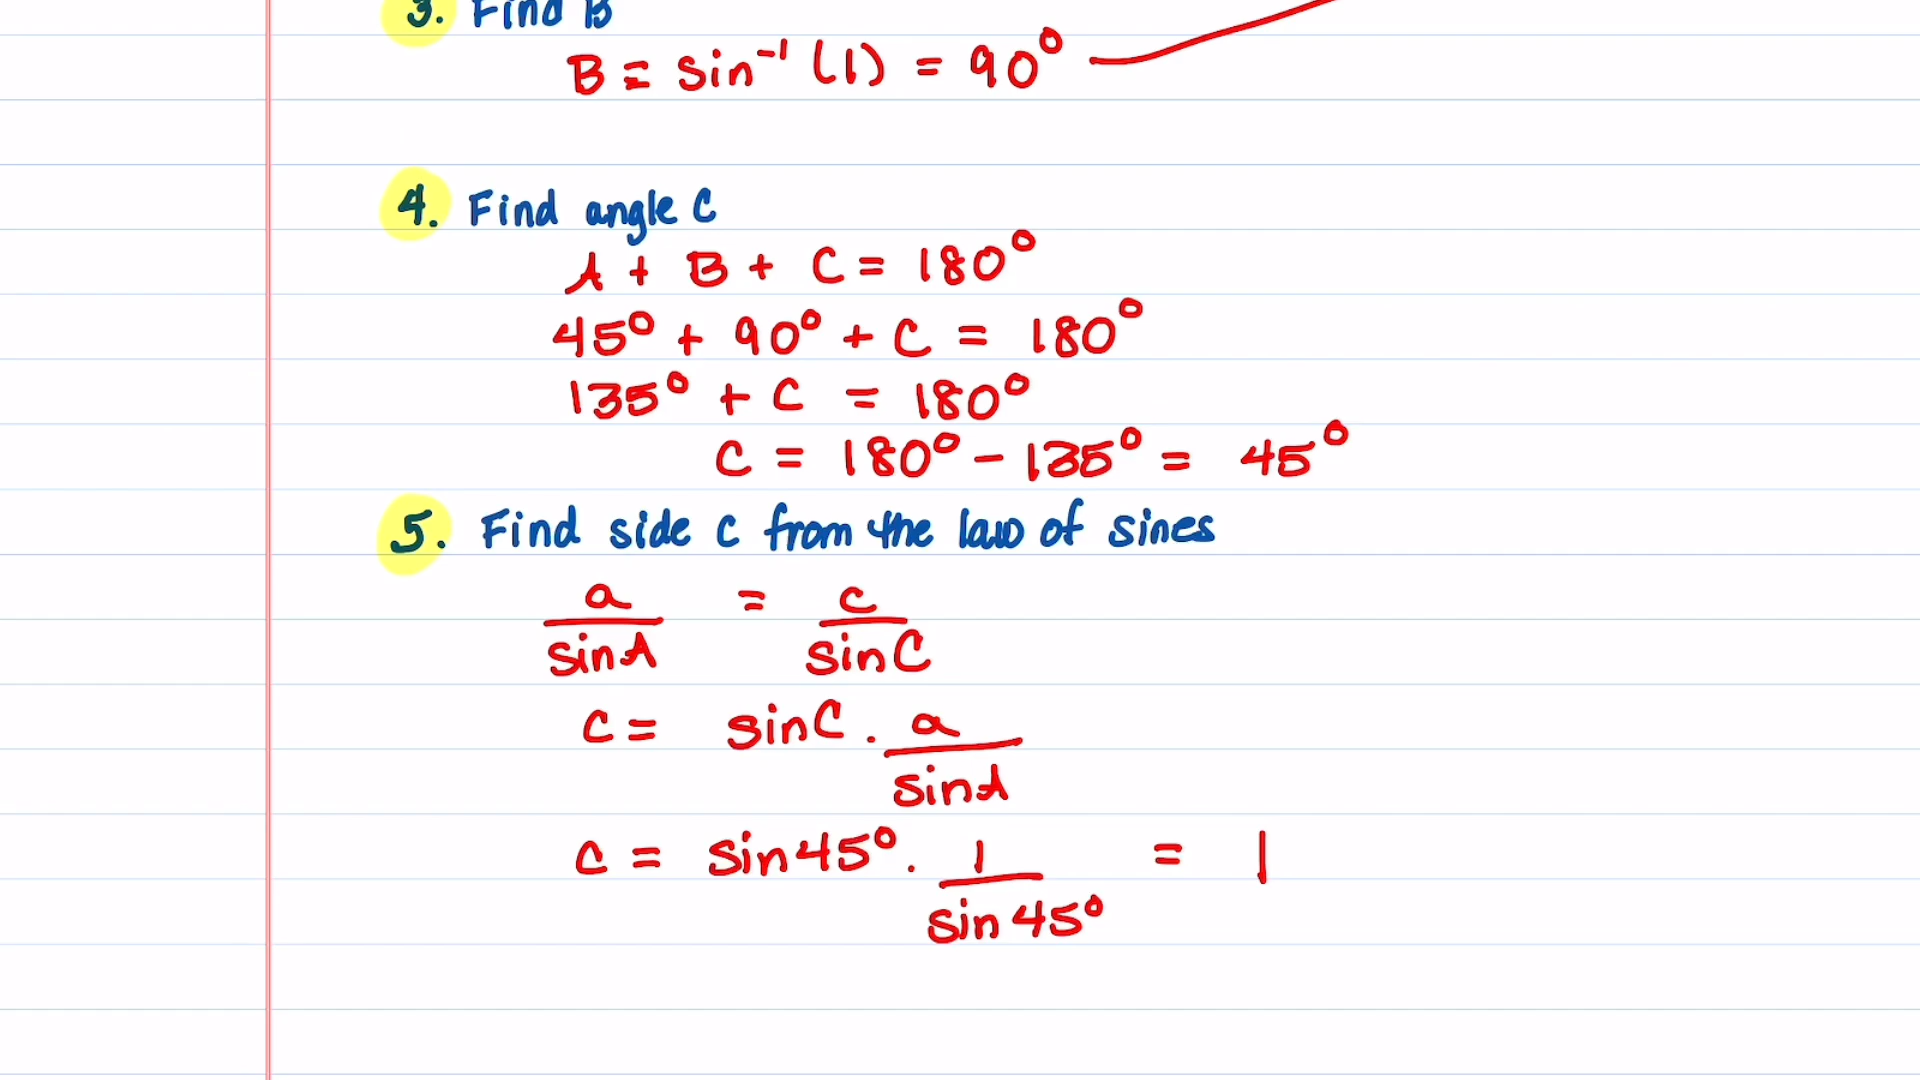 3. Find B
B = sin⁻¹ (1) = 90°
4. Find angle C
A + B + C = 180°
45° + 90° + C = 180°
135° + C = 180°
C = 180° - 135° = 45°
5. Find side c from the law of sines
a/sinA = c/sinC
c = sinC · a/sinA
c = sin45° · 1/sin45° = 1